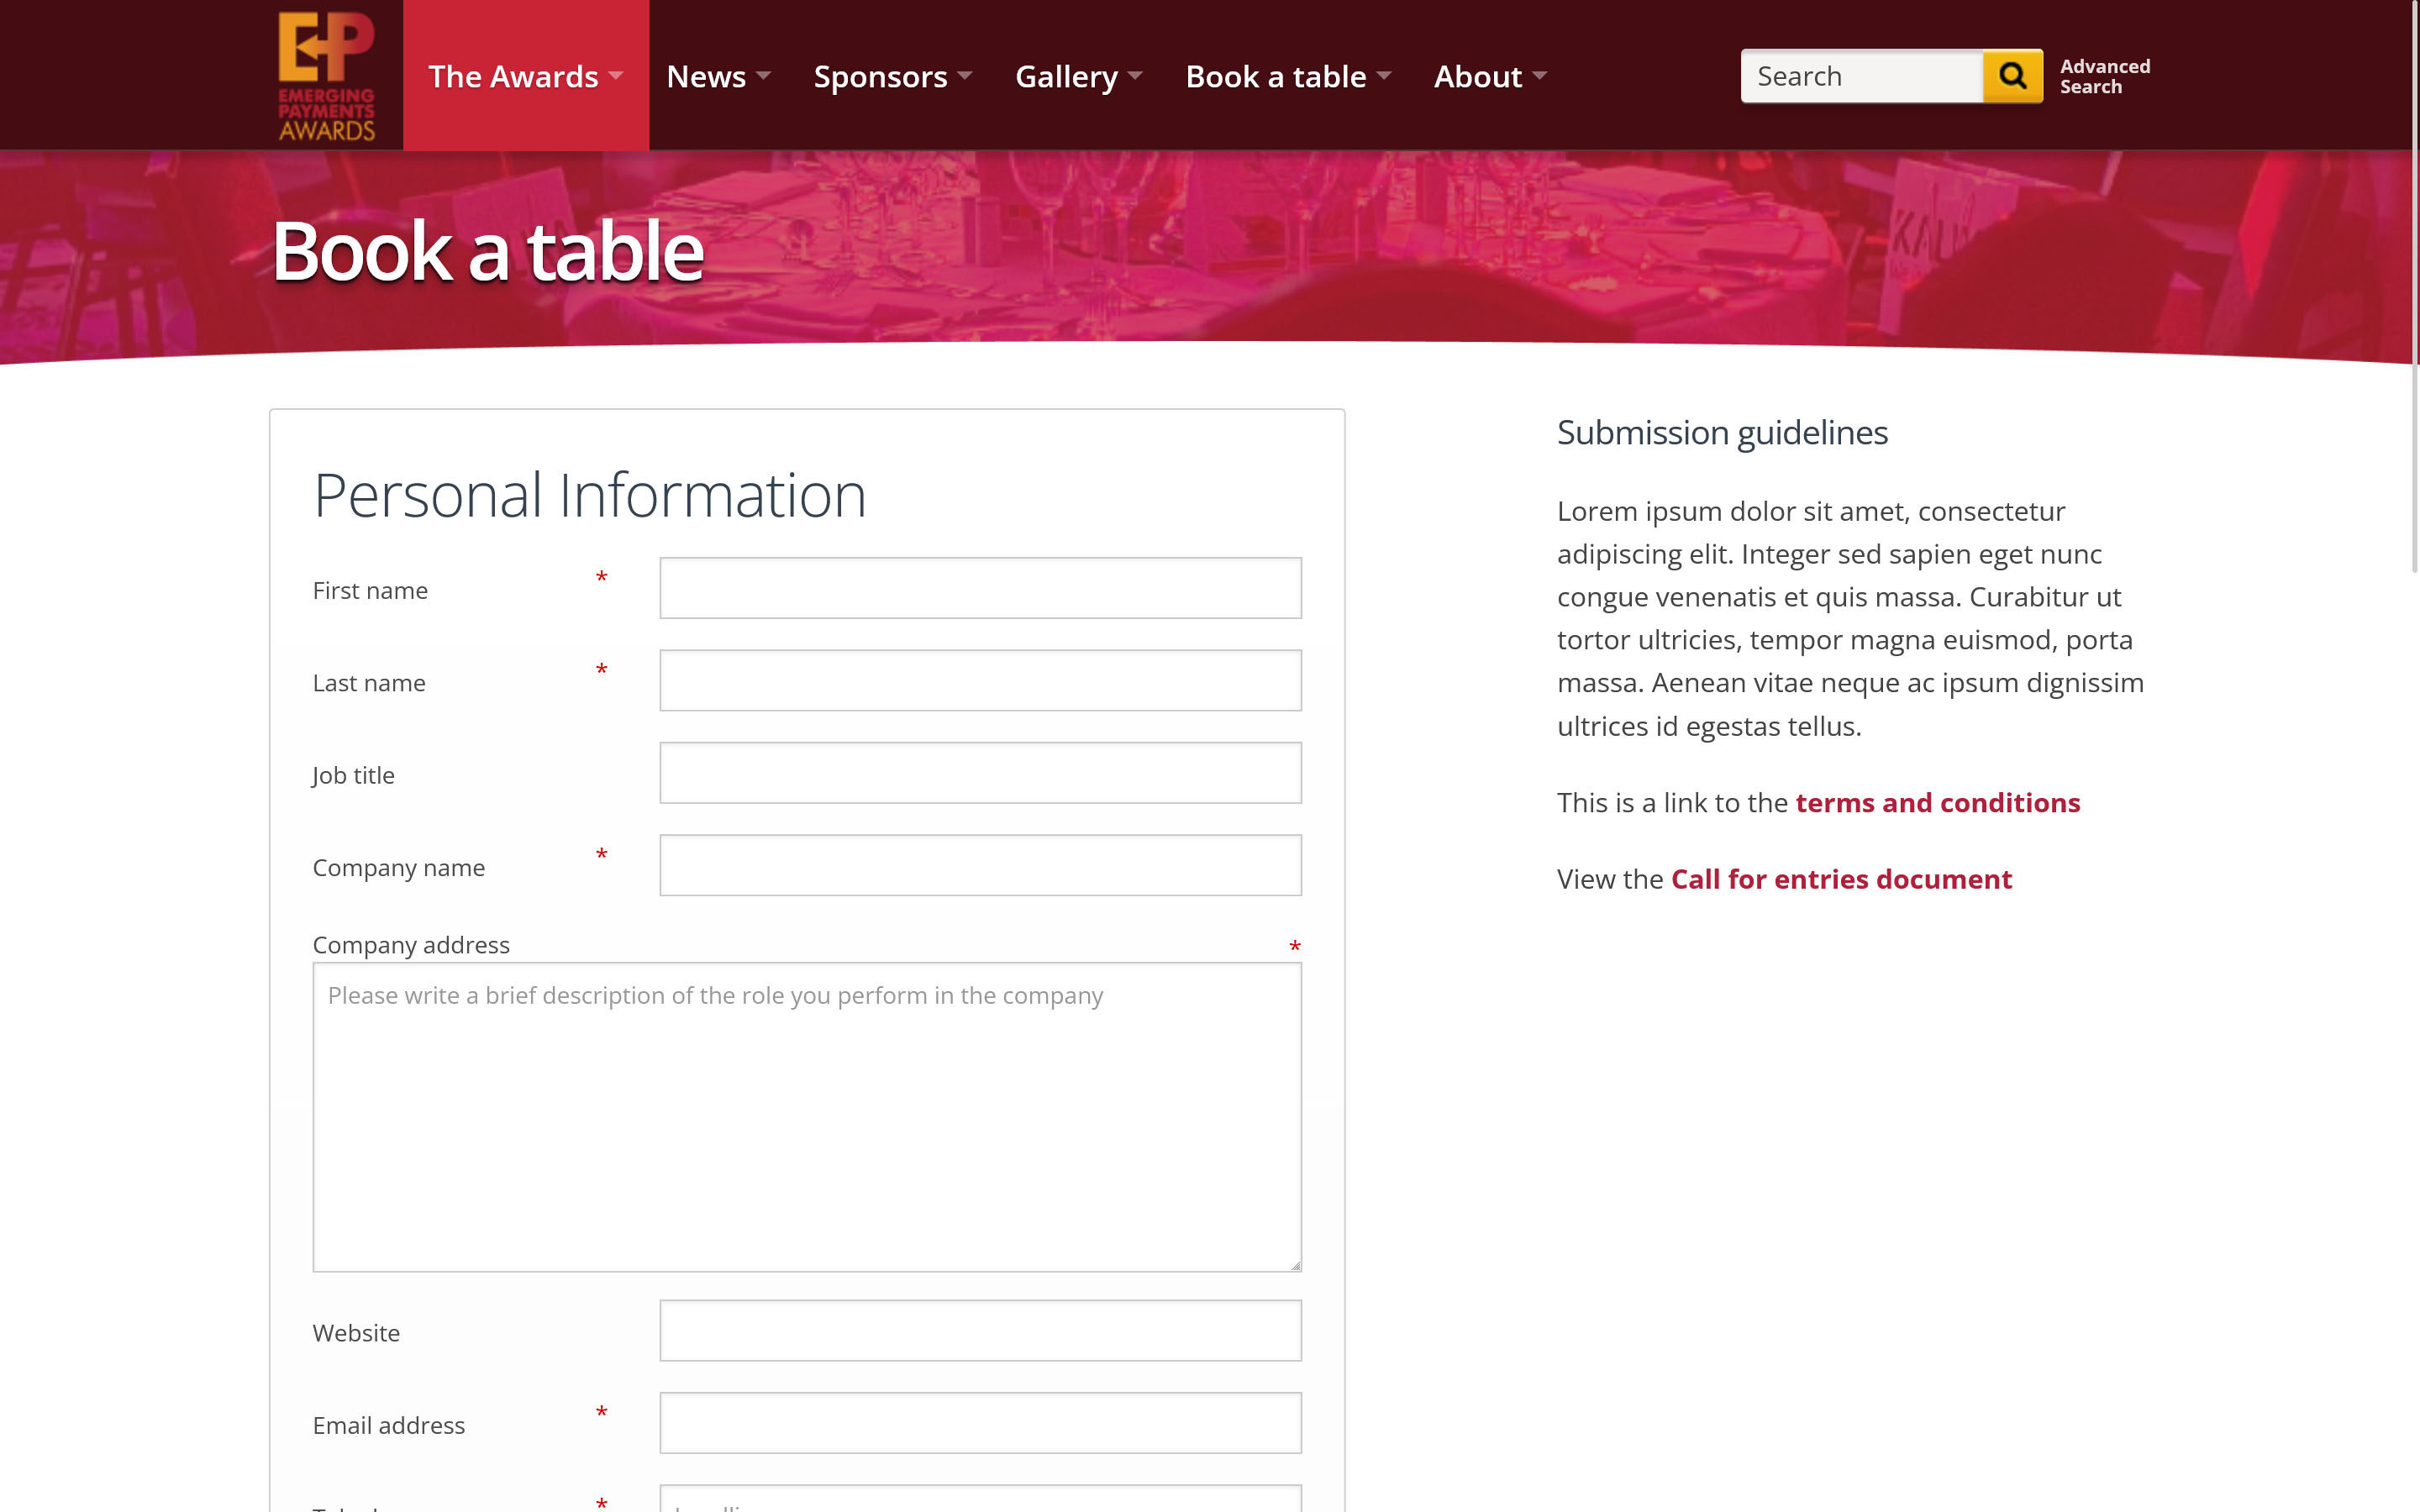 EP
EMERGING
PAYMENTS
AWARDS
The Awards
News
Sponsors
Gallery
Book a table
About
Search
Advanced
Search
Book a table
Personal Information
First name *
Last name *
Job title
Company name *
Company address *
Please write a brief description of the role you perform in the company
Website
Email address *
*
Submission guidelines
Lorem ipsum dolor sit amet, consectetur
adipiscing elit. Integer sed sapien eget nunc
congue venenatis et quis massa. Curabitur ut
tortor ultricies, tempor magna euismod, porta
massa. Aenean vitae neque ac ipsum dignissim
ultrices id egestas tellus.
This is a link to the terms and conditions
View the Call for entries document